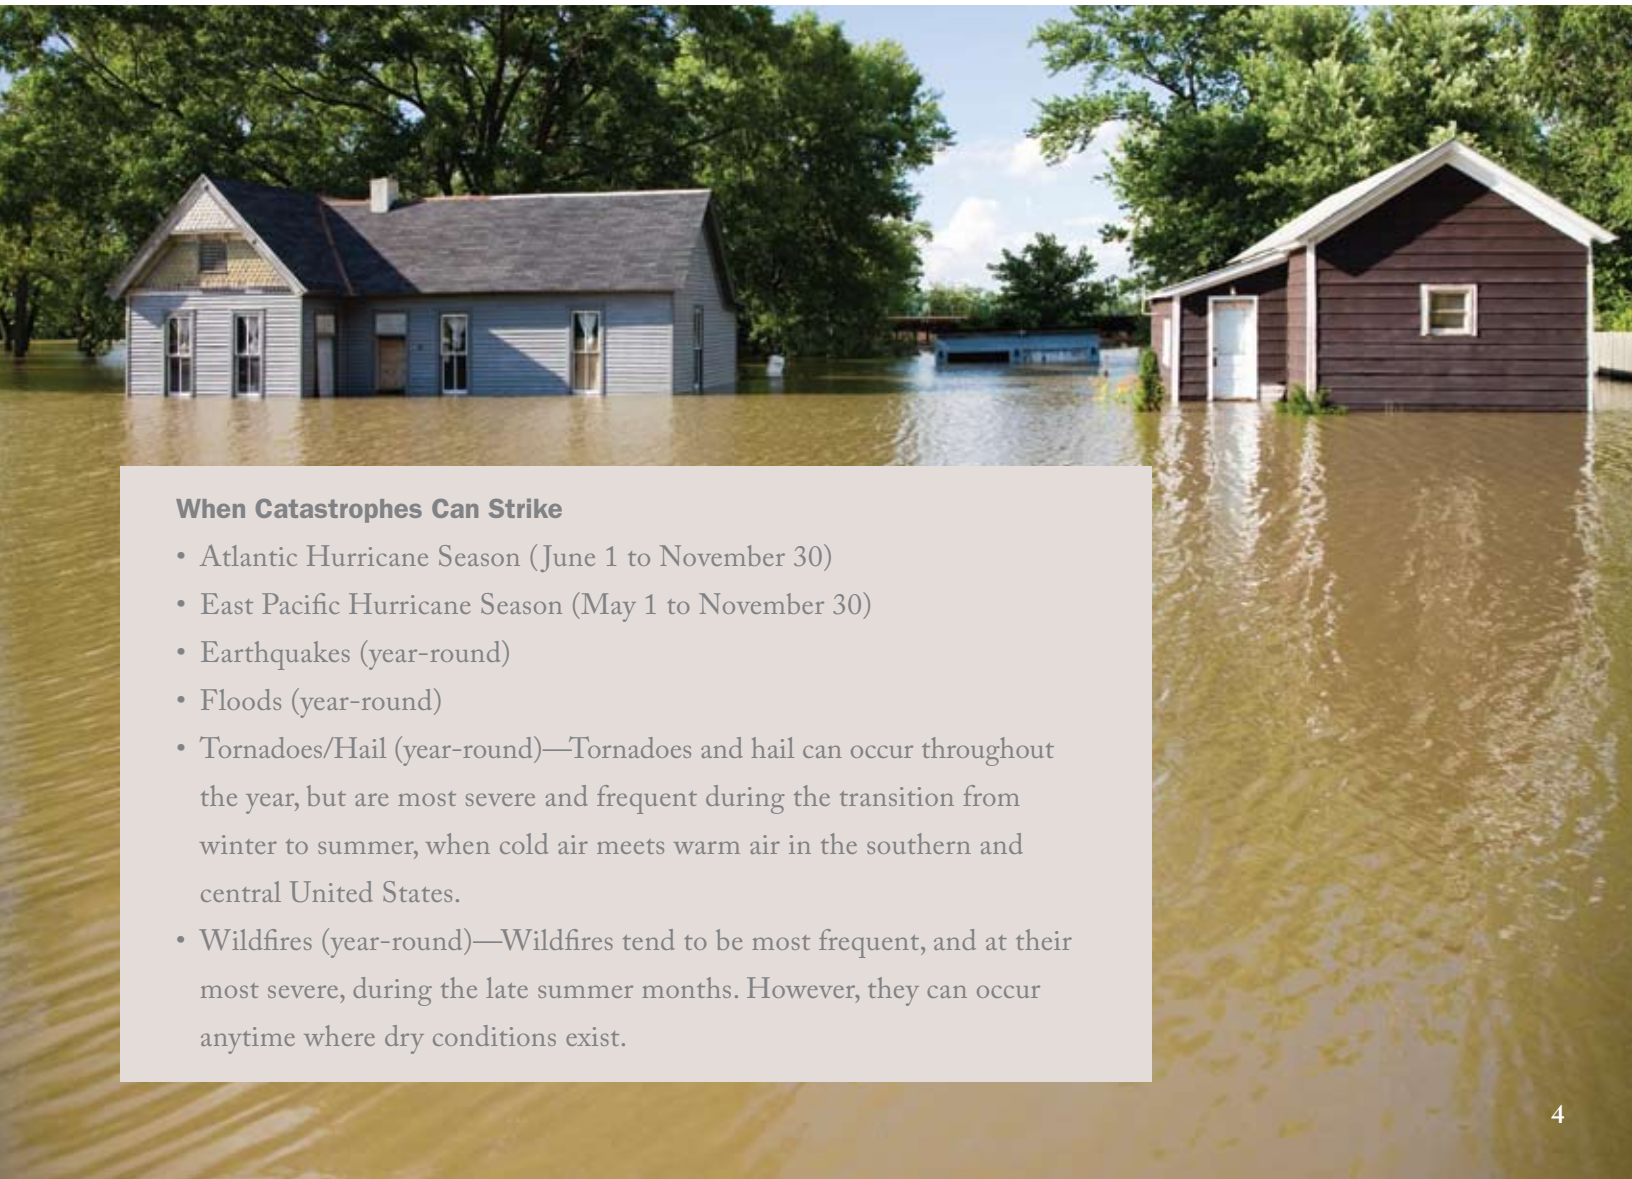 When Catastrophes Can Strike
• Atlantic Hurricane Season (June 1 to November 30)
• East Pacific Hurricane Season (May 1 to November 30)
• Earthquakes (year-round)
• Floods (year-round)
• Tornadoes/Hail (year-round)—Tornadoes and hail can occur throughout
the year, but are most severe and frequent during the transition from
winter to summer, when cold air meets warm air in the southern and
central United States.
• Wildfires (year-round)—Wildfires tend to be most frequent, and at their
most severe, during the late summer months. However, they can occur
anytime where dry conditions exist.
4